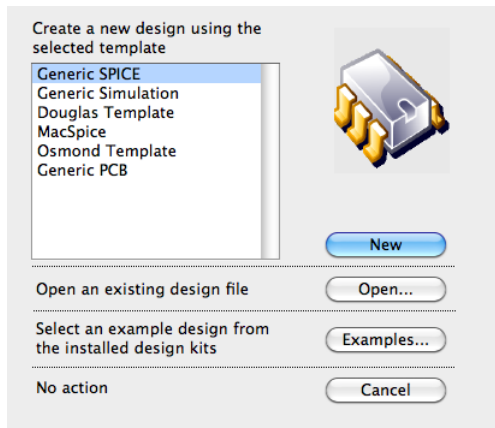 Create a new design using the
selected template
Generic SPICE
Generic Simulation
Douglas Template
MacSpice
Osmond Template
Generic PCB
New
Open an existing design file
Open...
Select an example design from
the installed design kits
Examples...
No action
Cancel